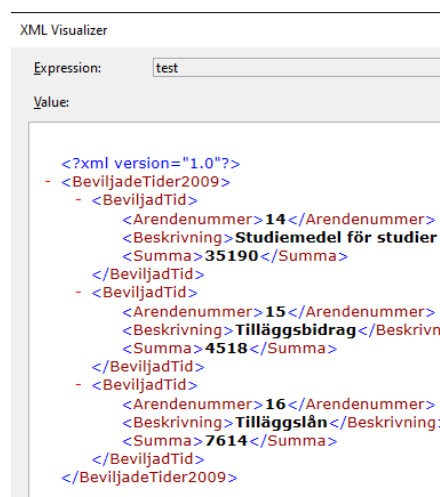 XML Visualizer
Expression: test
Value:
<?xml version="1.0"?>
- <BeviljadeTider2009>
- <BeviljadTid>
<Arendenummer>14</Arendenummer>
<Beskrivning>Studiemedel för studier
<Summa>35190</Summa>
</BeviljadTid>
- <BeviljadTid>
<Arendenummer>15</Arendenummer>
<Beskrivning>Tilläggsbidrag</Beskrivn
<Summa>4518</Summa>
</BeviljadTid>
- <BeviljadTid>
<Arendenummer>16</Arendenummer>
<Beskrivning>Tilläggslån</Beskrivning
<Summa>7614</Summa>
</BeviljadTid>
</BeviljadeTider2009>